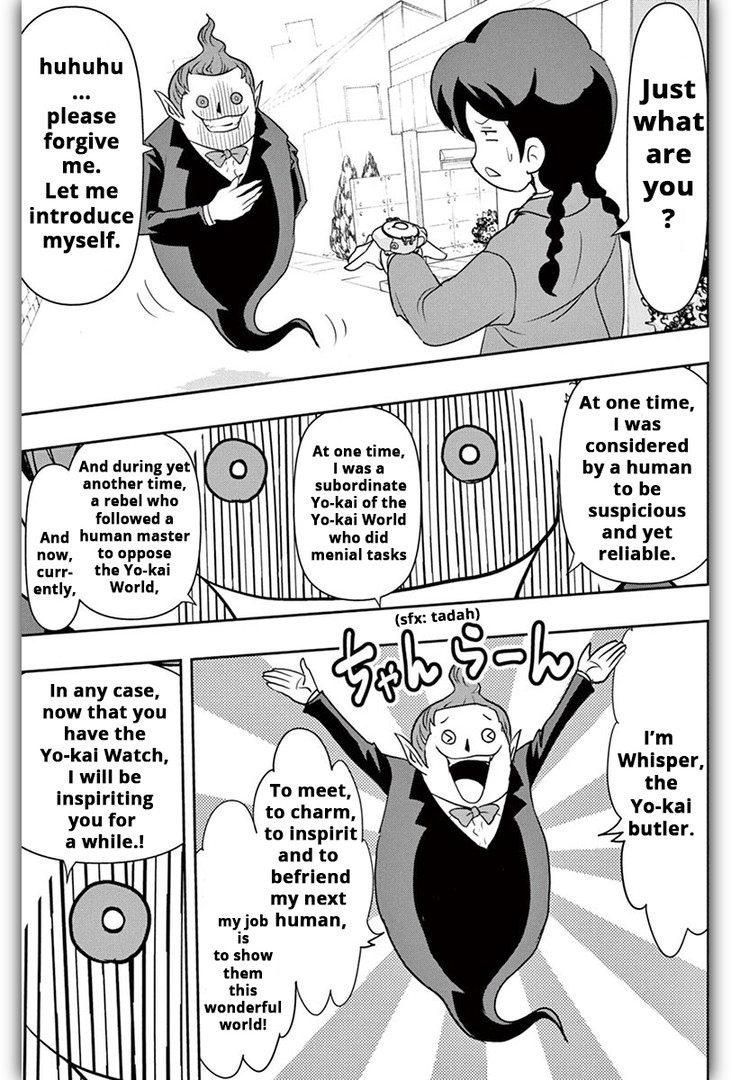 Just
what
are
you
?
huhuhu
...
please
forgive
me.
Let me
introduce
myself.
At one time,
I was
considered
by a human
to be
suspicious
and yet
reliable.
At one time,
I was a
subordinate
Yo-kai of the
Yo-kai World
who did
menial tasks
And during yet
another time,
a rebel who
followed a
human master
to oppose
the Yo-kai
World,
And
now,
curr-
ently,
(sfx: tadah)
ちゃんらーん
I'm
Whisper,
the
Yo-kai
butler.
To meet,
to charm,
to inspirit
and to
befriend
my next
human,
my job
is
to show
them
this
wonderful
world!
In any case,
now that you
have the
Yo-kai Watch,
I will be
inspiriting
you for
a while.!